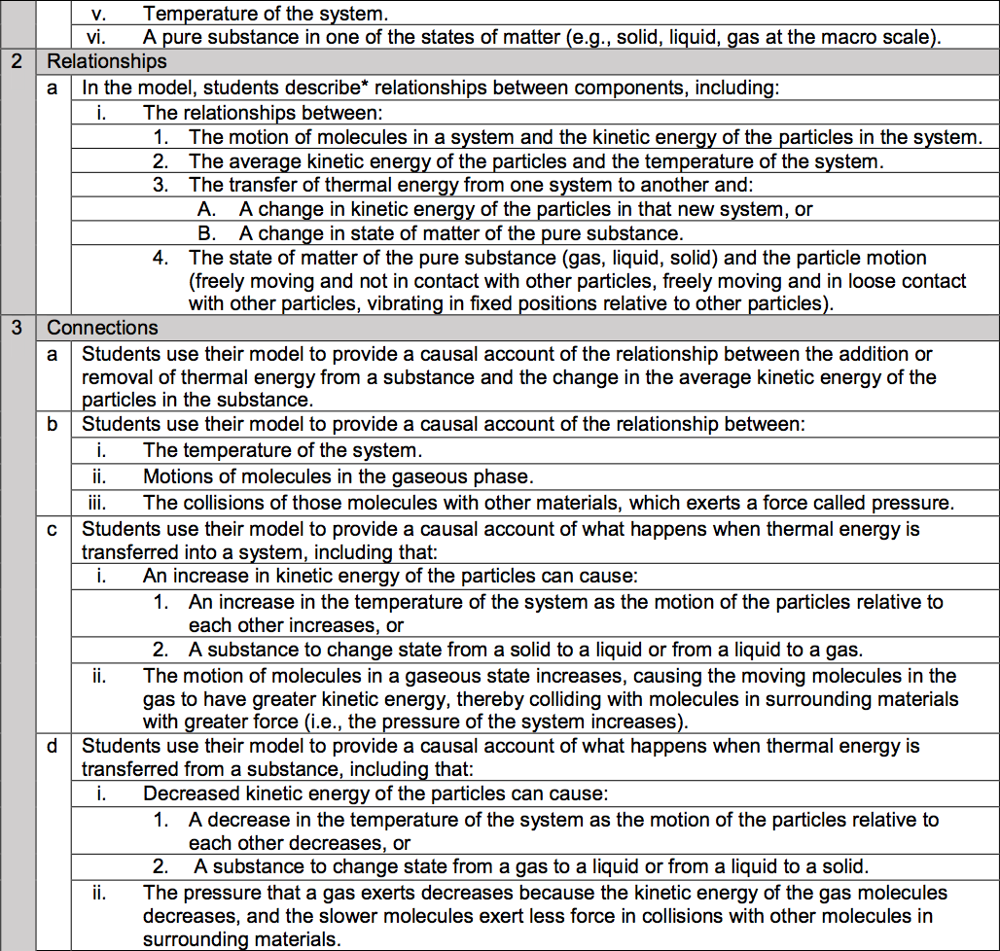 v. Temperature of the system.
vi. A pure substance in one of the states of matter (e.g., solid, liquid, gas at the macro scale).
2 Relationships
a In the model, students describe* relationships between components, including:
i. The relationships between:
1. The motion of molecules in a system and the kinetic energy of the particles in the system.
2. The average kinetic energy of the particles and the temperature of the system.
3. The transfer of thermal energy from one system to another and:
A. A change in kinetic energy of the particles in that new system, or
B. A change in state of matter of the pure substance.
4. The state of matter of the pure substance (gas, liquid, solid) and the particle motion
(freely moving and not in contact with other particles, freely moving and in loose contact
with other particles, vibrating in fixed positions relative to other particles).
3 Connections
a Students use their model to provide a causal account of the relationship between the addition or
removal of thermal energy from a substance and the change in the average kinetic energy of the
particles in the substance.
b Students use their model to provide a causal account of the relationship between:
i. The temperature of the system.
ii. Motions of molecules in the gaseous phase.
iii. The collisions of those molecules with other materials, which exerts a force called pressure.
c Students use their model to provide a causal account of what happens when thermal energy is
transferred into a system, including that:
i. An increase in kinetic energy of the particles can cause:
1. An increase in the temperature of the system as the motion of the particles relative to
each other increases, or
2. A substance to change state from a solid to a liquid or from a liquid to a gas.
ii. The motion of molecules in a gaseous state increases, causing the moving molecules in the
gas to have greater kinetic energy, thereby colliding with molecules in surrounding materials
with greater force (i.e., the pressure of the system increases).
d Students use their model to provide a causal account of what happens when thermal energy is
transferred from a substance, including that:
i. Decreased kinetic energy of the particles can cause:
1. A decrease in the temperature of the system as the motion of the particles relative to
each other decreases, or
2. A substance to change state from a gas to a liquid or from a liquid to a solid.
ii. The pressure that a gas exerts decreases because the kinetic energy of the gas molecules
decreases, and the slower molecules exert less force in collisions with other molecules in
surrounding materials.